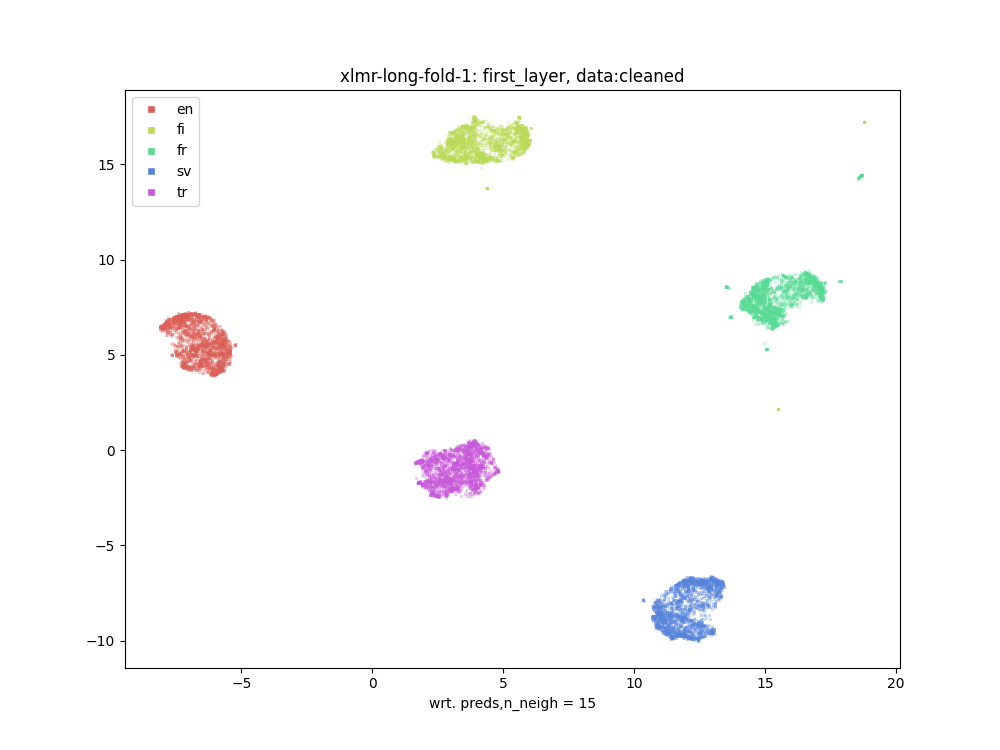 xlmr-long-fold-1: first_layer, data:cleaned
en
fi
fr
sv
tr
15
10
5
0
−5
−10
−5
0
5
10
15
20
wrt. preds,n_neigh = 15